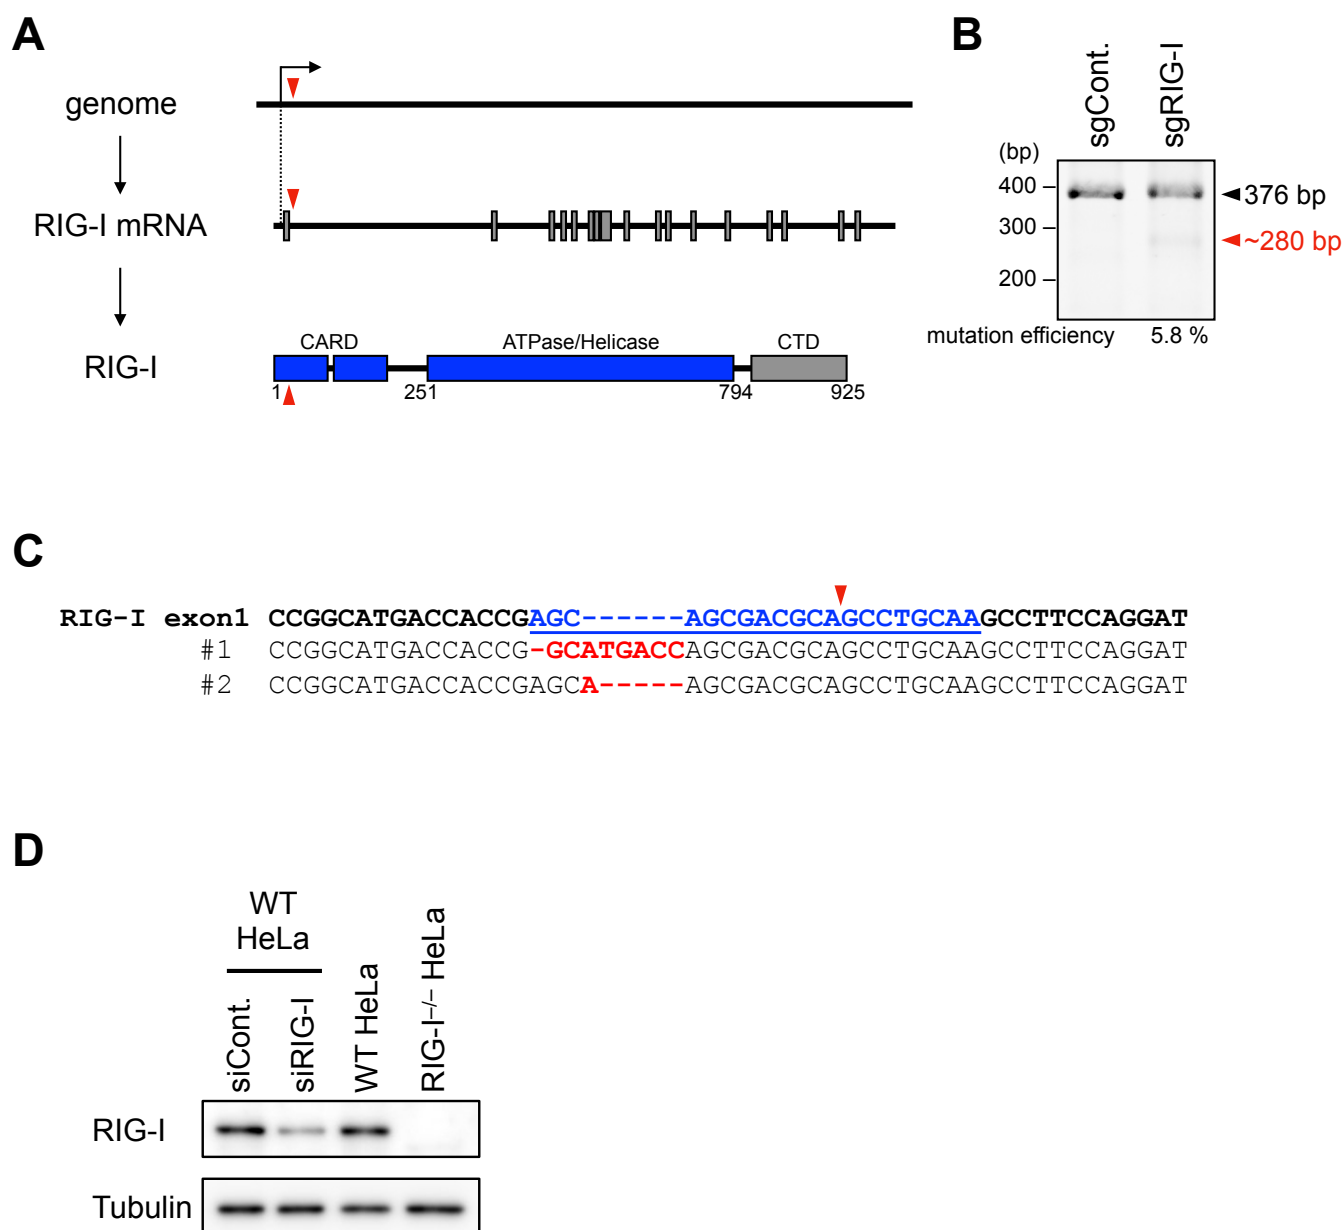 A
genome
RIG-I mRNA
RIG-I
CARD
ATPase/Helicase
CTD
1
251
794
925
B
sgCont.
sgRIG-I
(bp)
400
300
200
376 bp
~280 bp
mutation efficiency 5.8 %
C
RIG-I exon1 CCGGCATGACCACCGAGC------AGCGACGCAGCCTGCAAGCCTTCCAGGAT
#1 CCGGCATGACCACCG-GCATGACCAGCGACGCAGCCTGCAAGCCTTCCAGGAT
#2 CCGGCATGACCACCGAGCA-----AGCGACGCAGCCTGCAAGCCTTCCAGGAT
D
WT
HeLa
siCont.
siRIG-I
WT HeLa
RIG-I–/– HeLa
RIG-I
Tubulin